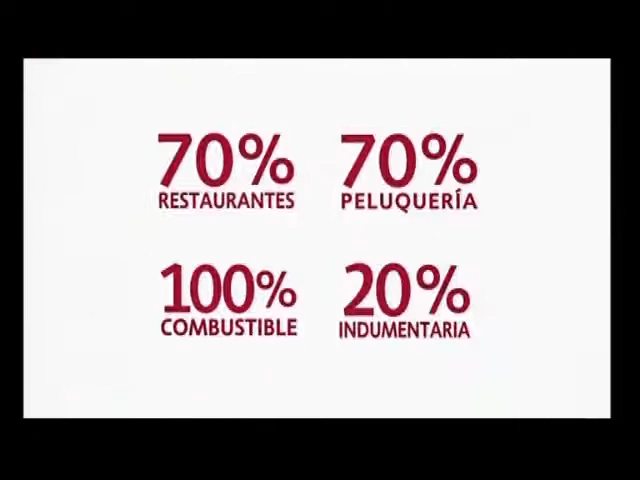 70% 70%
RESTAURANTES PELUQUERÍA
100% 20%
COMBUSTIBLE INDUMENTARIA